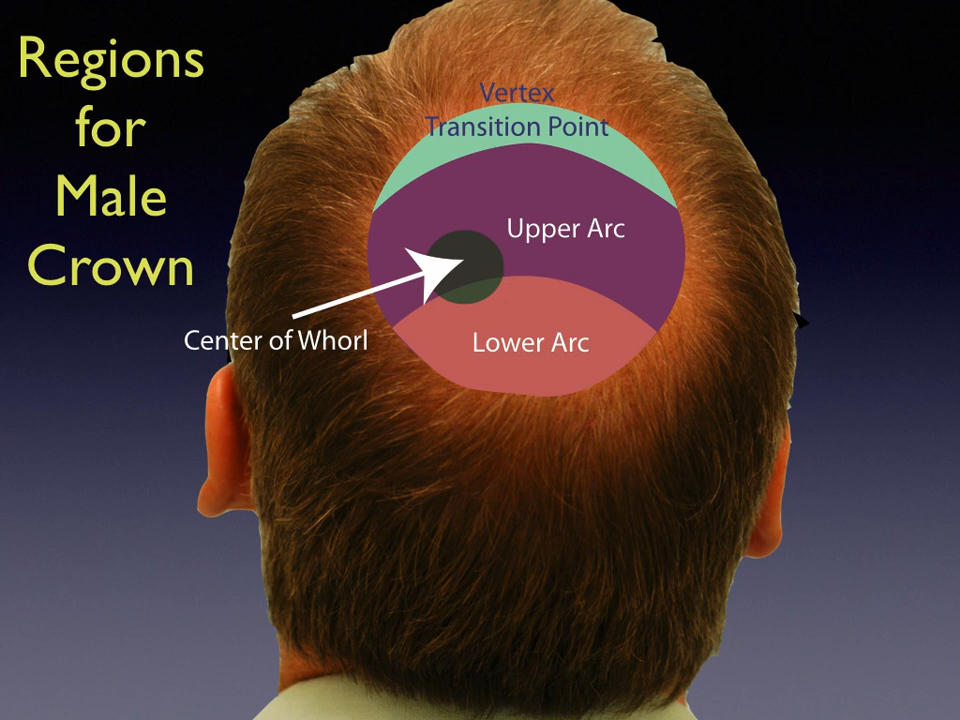 Regions
for
Male
Crown
Vertex
Transition Point
Upper Arc
Center of Whorl
Lower Arc